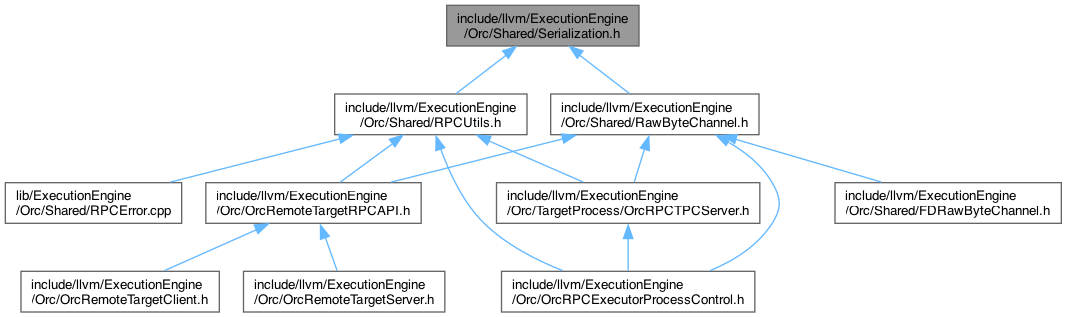 include/llvm/ExecutionEngine
/Orc/Shared/Serialization.h
include/llvm/ExecutionEngine
/Orc/Shared/RPCUtils.h
include/llvm/ExecutionEngine
/Orc/Shared/RawByteChannel.h
lib/ExecutionEngine
/Orc/Shared/RPCError.cpp
include/llvm/ExecutionEngine
/Orc/OrcRemoteTargetRPCAPI.h
include/llvm/ExecutionEngine
/Orc/TargetProcess/OrcRPCTPCServer.h
include/llvm/ExecutionEngine
/Orc/Shared/FDRawByteChannel.h
include/llvm/ExecutionEngine
/Orc/OrcRemoteTargetClient.h
include/llvm/ExecutionEngine
/Orc/OrcRemoteTargetServer.h
include/llvm/ExecutionEngine
/Orc/OrcRPCExecutorProcessControl.h